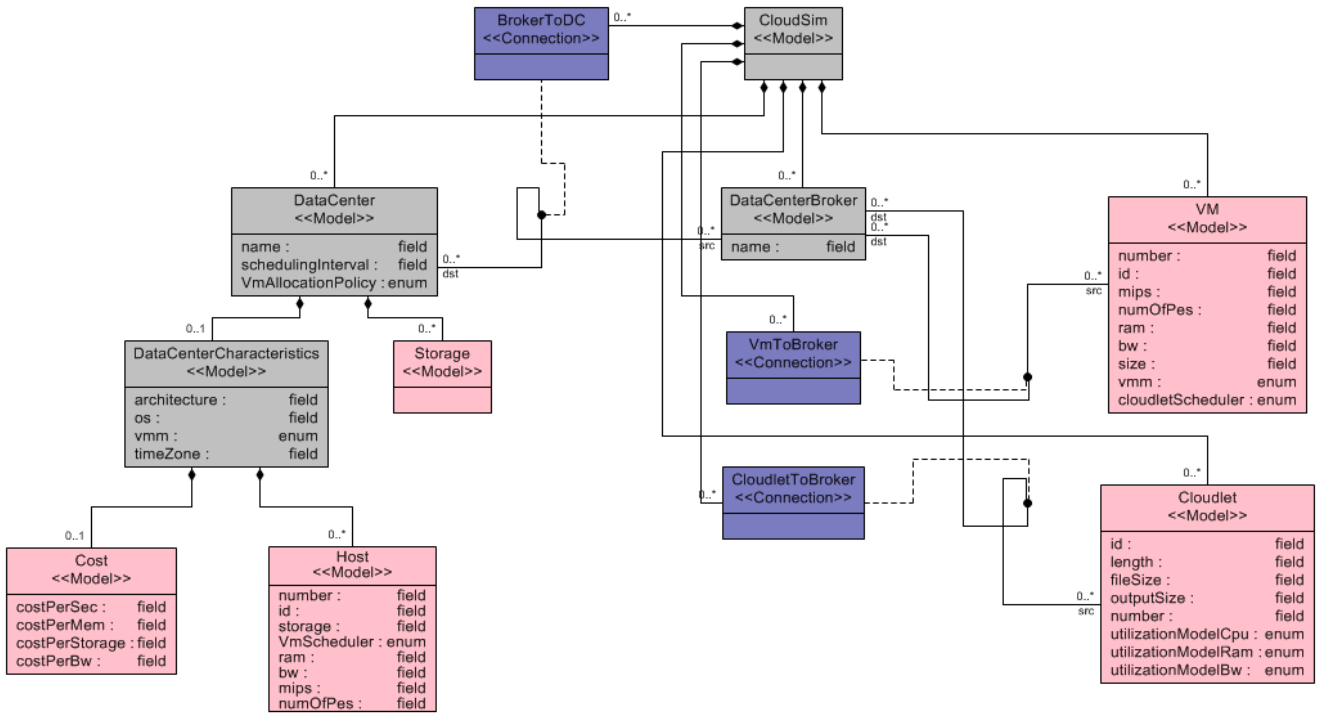 BrokerToDC
<<Connection>>
0..*
CloudSim
<<Model>>
0..*
DataCenter
<<Model>>
name : field
schedulingInterval : field
VmAllocationPolicy : enum
0..*
dst
0..*
src
0..*
DataCenterBroker
<<Model>>
name : field
0..*
dst
0..*
dst
0..*
VM
<<Model>>
number : field
id : field
mips : field
numOfPes : field
ram : field
bw : field
size : field
vmm : enum
cloudletScheduler : enum
0..*
src
0..1
DataCenterCharacteristics
<<Model>>
architecture : field
os : field
vmm : enum
timeZone : field
0..*
Storage
<<Model>>
0..*
VmToBroker
<<Connection>>
0..*
CloudletToBroker
<<Connection>>
0..*
Cloudlet
<<Model>>
id : field
length : field
fileSize : field
outputSize : field
number : field
utilizationModelCpu : enum
utilizationModelRam : enum
utilizationModelBw : enum
0..*
src
0..1
Cost
<<Model>>
costPerSec : field
costPerMem : field
costPerStorage : field
costPerBw : field
0..*
Host
<<Model>>
number : field
id : field
storage : field
VmScheduler : enum
ram : field
bw : field
mips : field
numOfPes : field